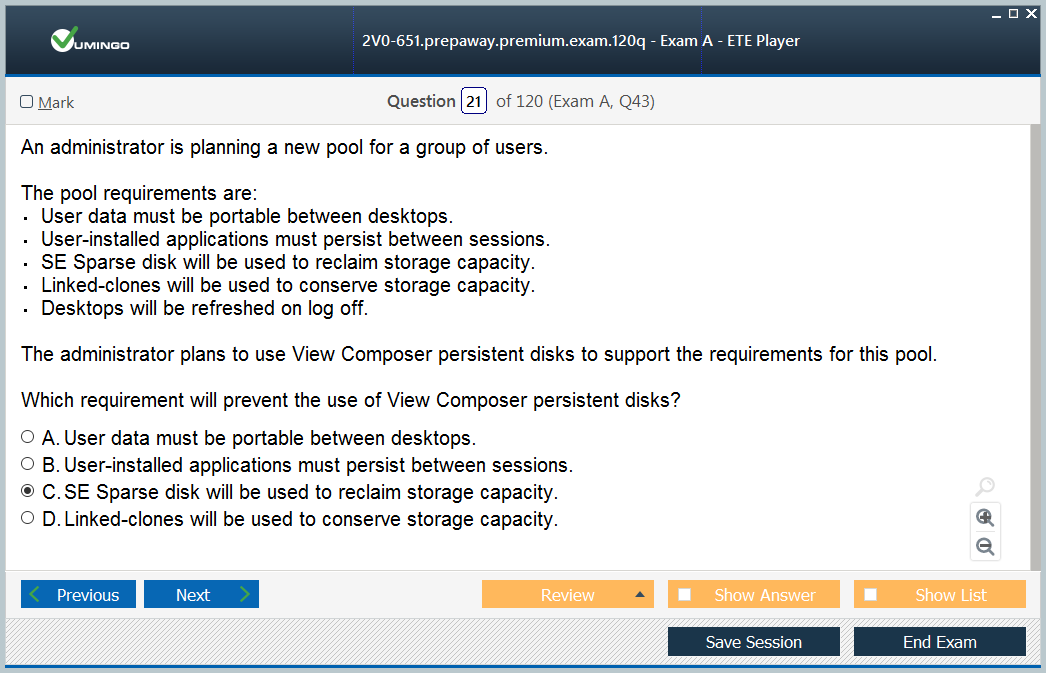 VUMINGO
2V0-651.prepaway.premium.exam.120q - Exam A - ETE Player
Mark
Question 21 of 120 (Exam A, Q43)
An administrator is planning a new pool for a group of users.
The pool requirements are:
· User data must be portable between desktops.
· User-installed applications must persist between sessions.
· SE Sparse disk will be used to reclaim storage capacity.
· Linked-clones will be used to conserve storage capacity.
· Desktops will be refreshed on log off.
The administrator plans to use View Composer persistent disks to support the requirements for this pool.
Which requirement will prevent the use of View Composer persistent disks?
A. User data must be portable between desktops.
B. User-installed applications must persist between sessions.
C. SE Sparse disk will be used to reclaim storage capacity.
D. Linked-clones will be used to conserve storage capacity.
Previous Next Review Show Answer Show List
Save Session End Exam